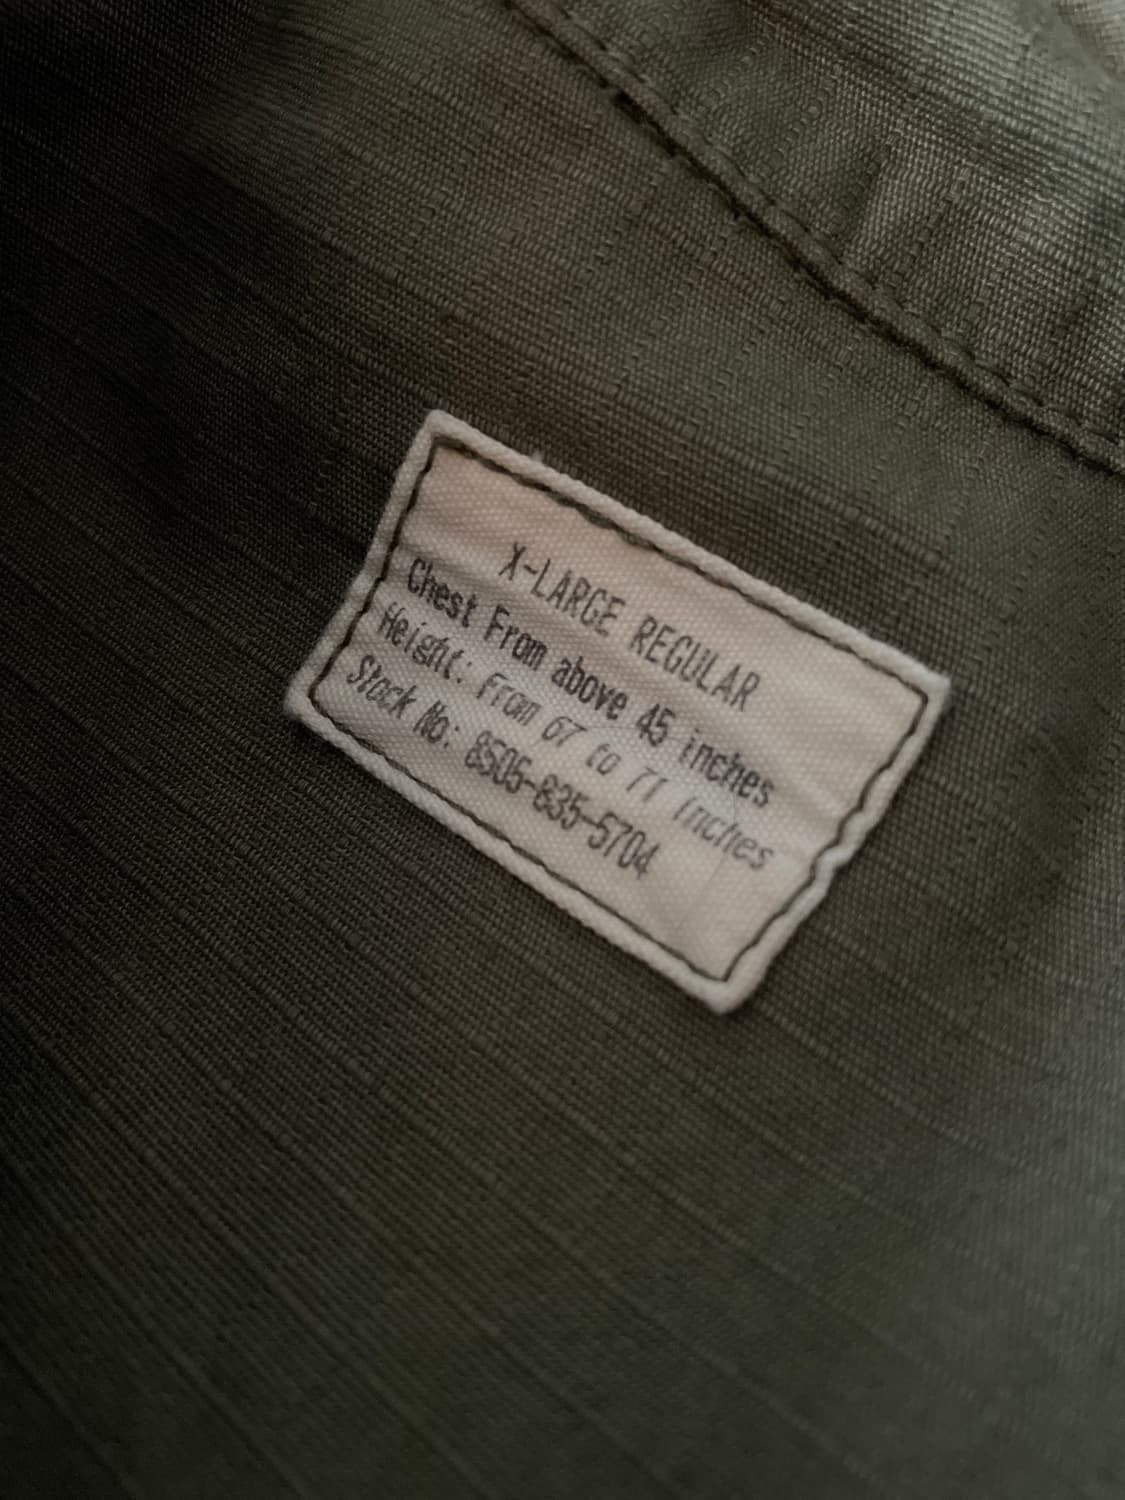 X-LARGE REGULAR
Chest From above 45 inches
Height: From 67 to 71 inches
Stock No: 8505-835-5704